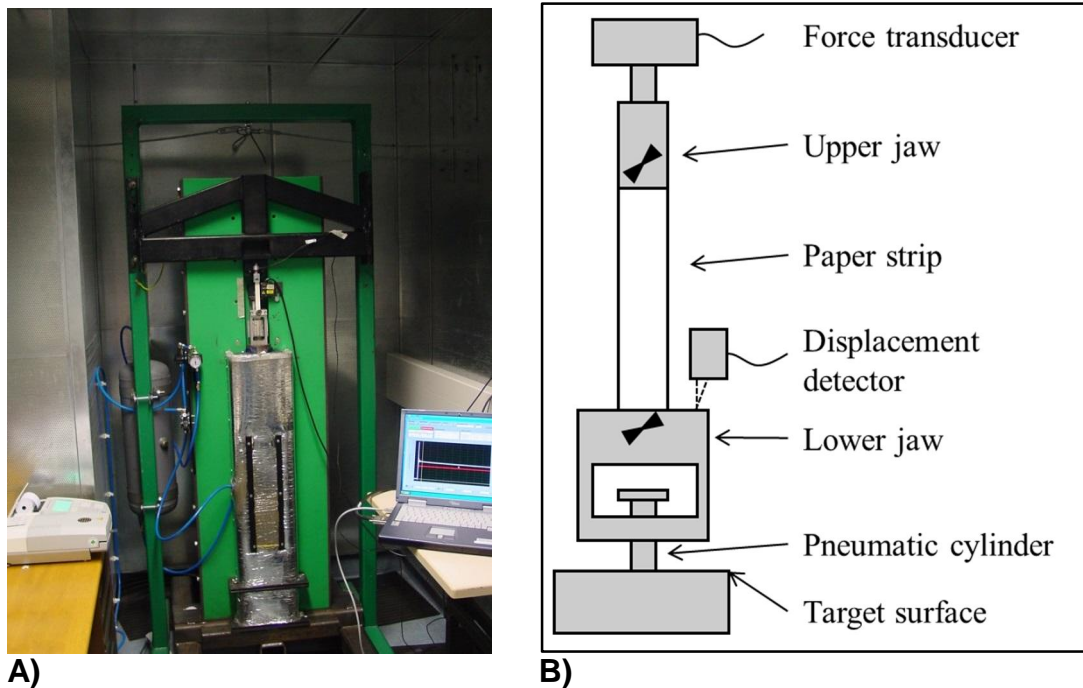 Force transducer
Upper jaw
Paper strip
Displacement
detector
Lower jaw
Pneumatic cylinder
Target surface
A)
B)